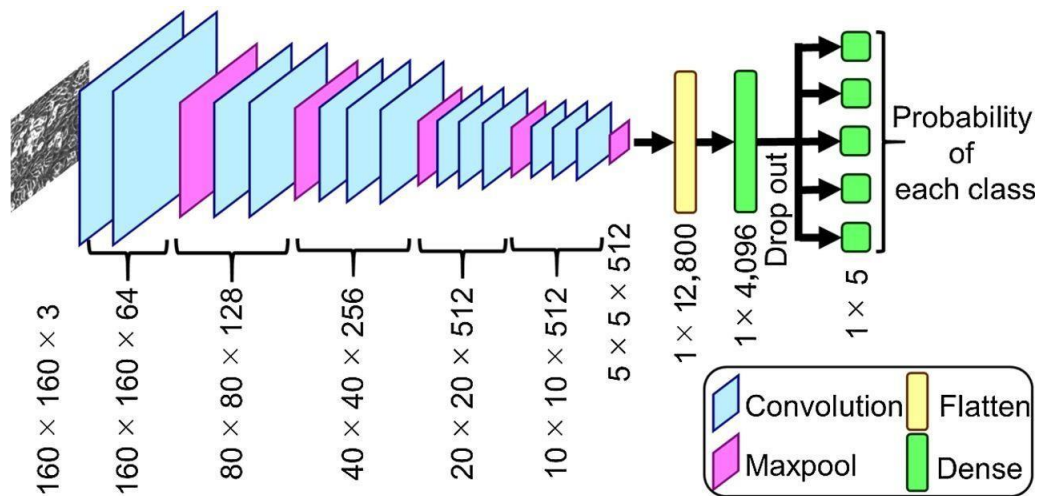 160 × 160 × 3
160 × 160 × 64
80 × 80 × 128
40 × 40 × 256
20 × 20 × 512
10 × 10 × 512
5 × 5 × 512
1 × 12,800
1 × 4,096
Drop out
1 × 5
Probability
of
each class
Convolution
Maxpool
Flatten
Dense